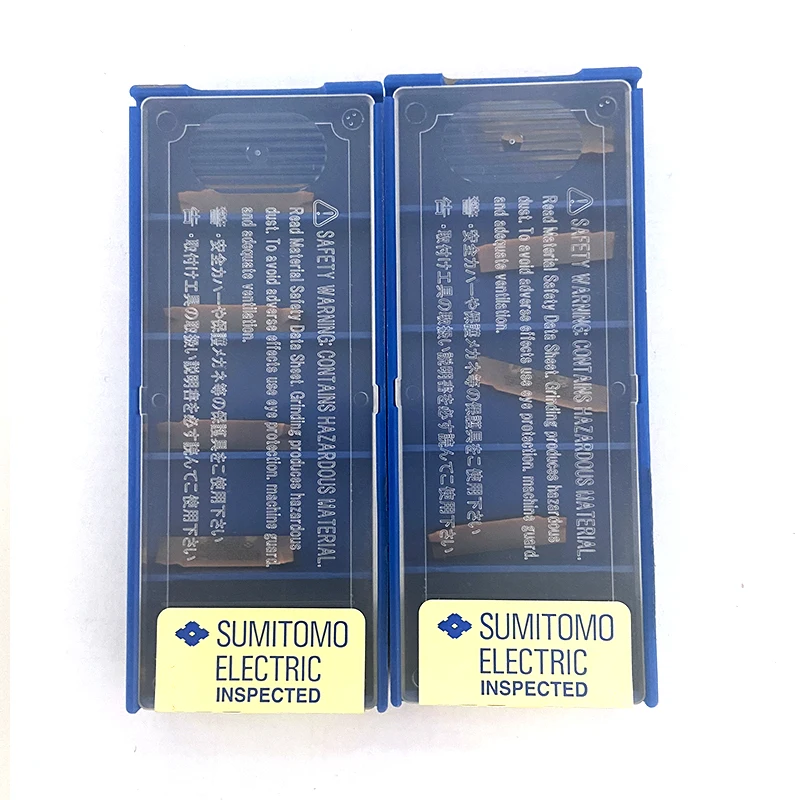 ⚠ SAFETY WARNING: CONTAINS HAZARDOUS MATERIAL.
Read Material Safety Data Sheet. Grinding produces hazardous
dust. To avoid adverse effects use eye protection. machine guard.
and adequate ventilation.
警 ・安全カバーや保護メガネ等の保護具をご使用下さい
告 ・取付け工具の取扱い説明書を必ず読んでご使用下さい
SUMITOMO
ELECTRIC
INSPECTED
⚠ SAFETY WARNING: CONTAINS HAZARDOUS MATERIAL.
Read Material Safety Data Sheet. Grinding produces hazardous
dust. To avoid adverse effects use eye protection. machine guard.
and adequate ventilation.
警 ・安全カバーや保護メガネ等の保護具をご使用下さい
告 ・取付け工具の取扱い説明書を必ず読んでご使用下さい
SUMITOMO
ELECTRIC
INSPECTED